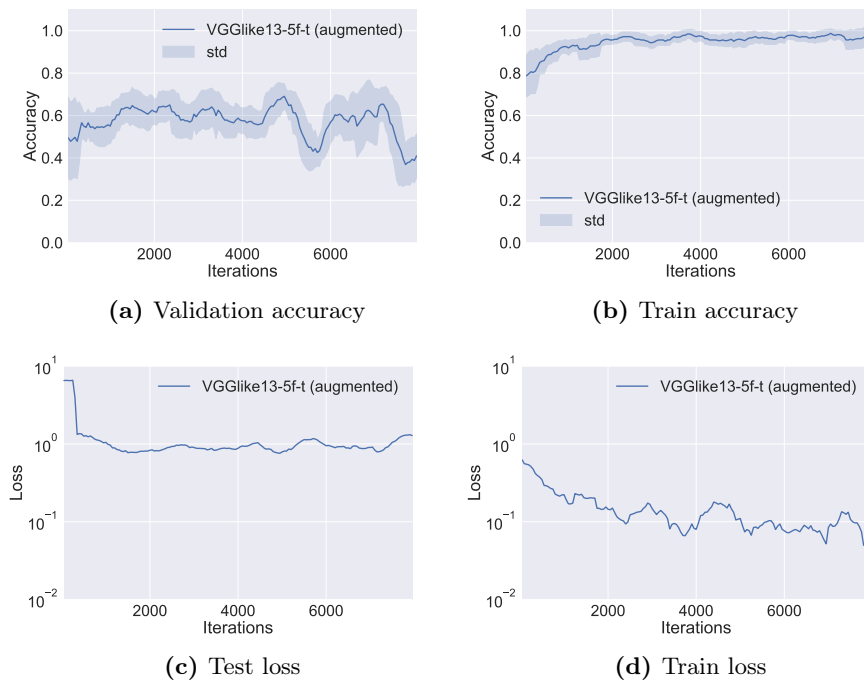 1.0
0.8
0.6
0.4
0.2
0.0
Accuracy
VGGlike13-5f-t (augmented)
std
2000 4000 6000
Iterations
(a) Validation accuracy
1.0
0.8
0.6
0.4
0.2
0.0
Accuracy
VGGlike13-5f-t (augmented)
std
2000 4000 6000
Iterations
(b) Train accuracy
10^1
10^0
10^-1
10^-2
Loss
VGGlike13-5f-t (augmented)
2000 4000 6000
Iterations
(c) Test loss
10^1
10^0
10^-1
10^-2
Loss
VGGlike13-5f-t (augmented)
2000 4000 6000
Iterations
(d) Train loss